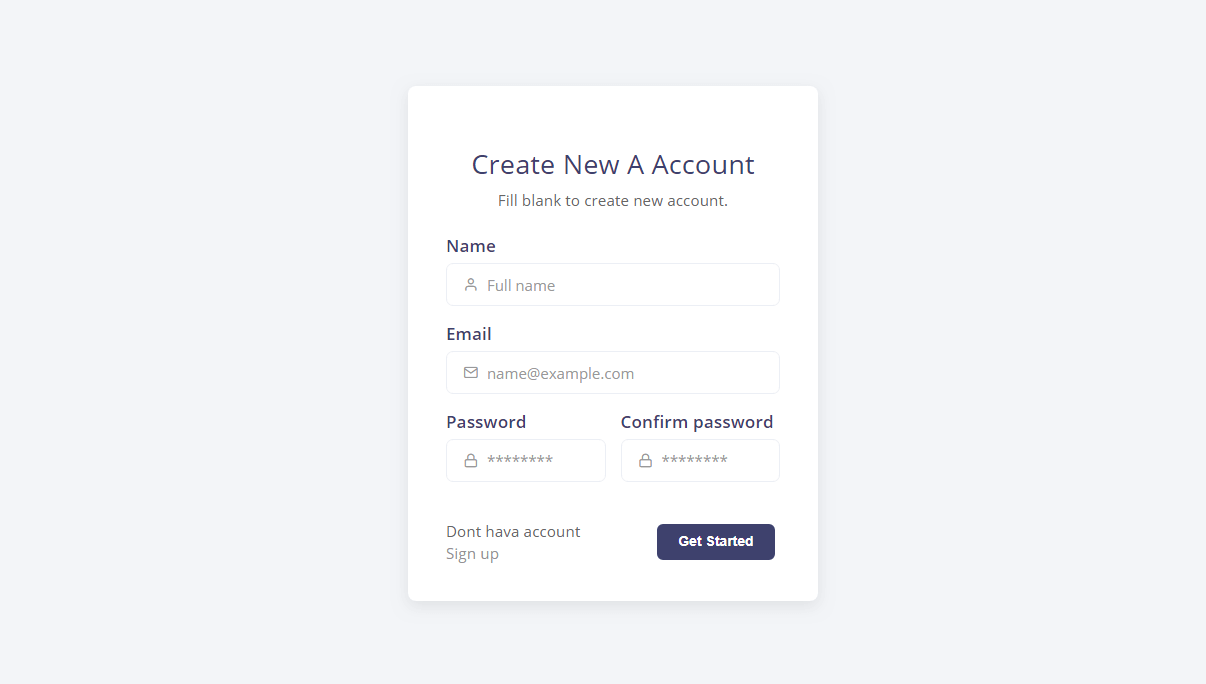 Create New A Account
Fill blank to create new account.
Name
Full name
Email
name@example.com
Password Confirm password
******** ********
Dont hava account
Sign up
Get Started